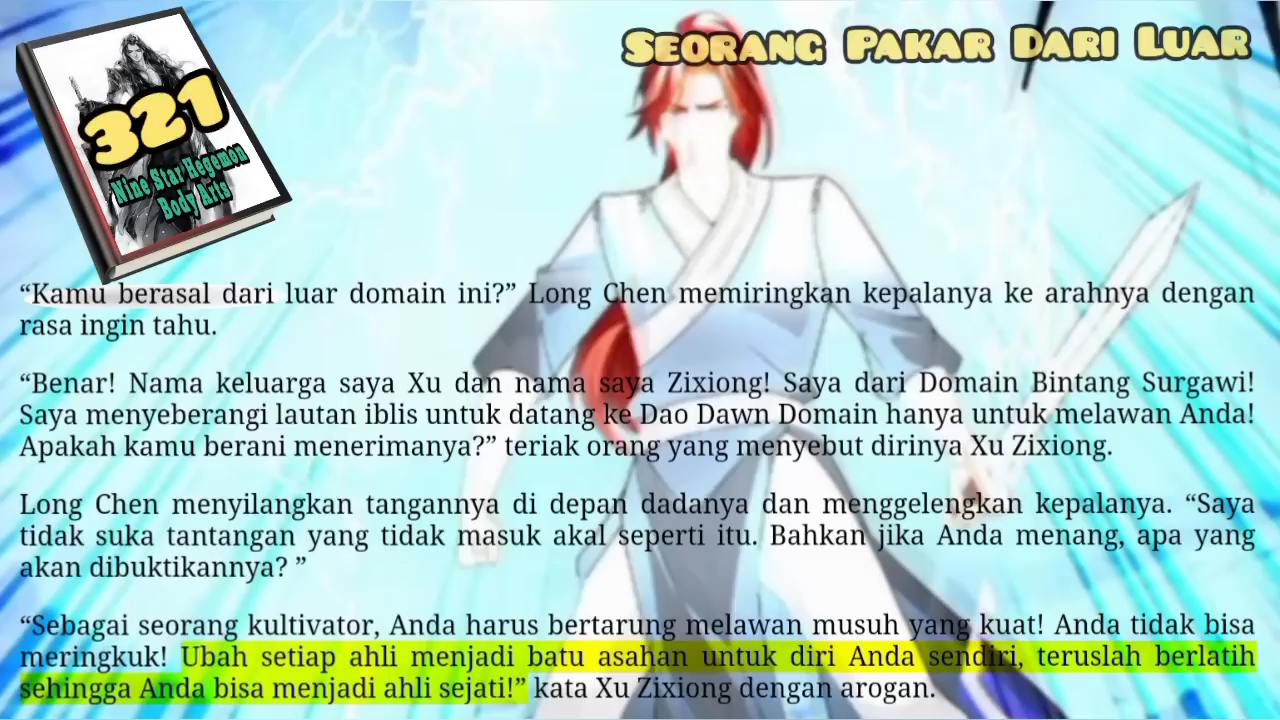 SEORANG PAKAR DARI LUAR
321
Nine Star Hegemon
Body Arts
“Kamu berasal dari luar domain ini?” Long Chen memiringkan kepalanya ke arahnya dengan
rasa ingin tahu.
“Benar! Nama keluarga saya Xu dan nama saya Zixiong! Saya dari Domain Bintang Surgawi!
Saya menyeberangi lautan iblis untuk datang ke Dao Dawn Domain hanya untuk melawan Anda!
Apakah kamu berani menerimanya?” teriak orang yang menyebut dirinya Xu Zixiong.
Long Chen menyilangkan tangannya di depan dadanya dan menggelengkan kepalanya. “Saya
tidak suka tantangan yang tidak masuk akal seperti itu. Bahkan jika Anda menang, apa yang
akan dibuktikannya? ”
“Sebagai seorang kultivator, Anda harus bertarung melawan musuh yang kuat! Anda tidak bisa
meringkuk! Ubah setiap ahli menjadi batu asahan untuk diri Anda sendiri, teruslah berlatih
sehingga Anda bisa menjadi ahli sejati!” kata Xu Zixiong dengan arogan.